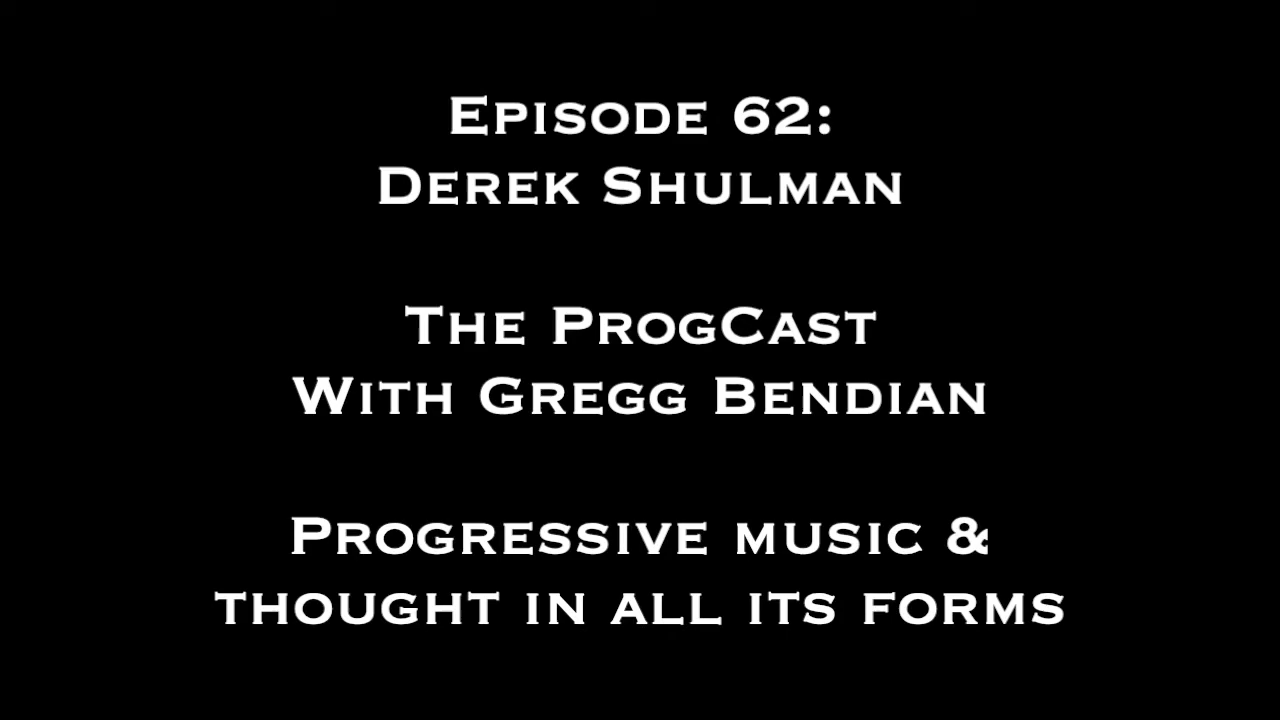 Episode 62:
Derek Shulman
The ProgCast
With Gregg Bendian
Progressive music &
thought in all its forms